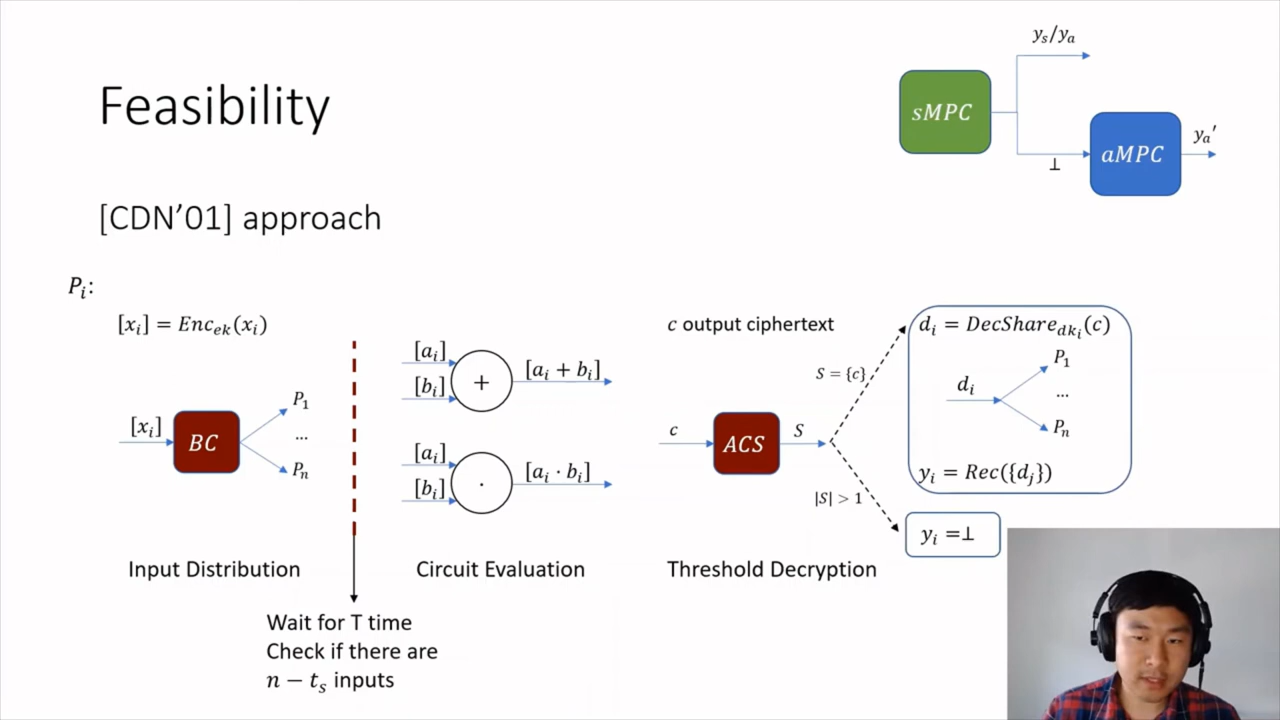 Feasibility
sMPC
y_s/y_a
⊥
aMPC
y_a'
[CDN'01] approach
P_i:
[x_i] = Enc_ek(x_i)
[x_i]
BC
P_1
...
P_n
Input Distribution
Wait for T time
Check if there are
n − t_s inputs
[a_i]
[b_i]
+
[a_i + b_i]
[a_i]
[b_i]
·
[a_i · b_i]
Circuit Evaluation
c output ciphertext
c
ACS
S
S = {c}
|S| > 1
Threshold Decryption
d_i = DecShare_dk_i(c)
d_i
P_1
...
P_n
y_i = Rec({d_j})
y_i =⊥